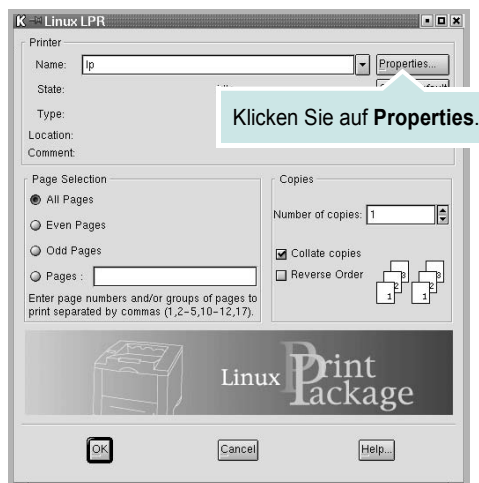 Linux LPR
Printer
Name: lp Properties...
State:
Klicken Sie auf Properties.
Type:
Location:
Comment:
Page Selection
All Pages
Even Pages
Odd Pages
Pages :
Enter page numbers and/or groups of pages to
print separated by commas (1,2-5,10-12,17).
Copies
Number of copies: 1
Collate copies
Reverse Order
Linux Print
Package
OK Cancel Help...